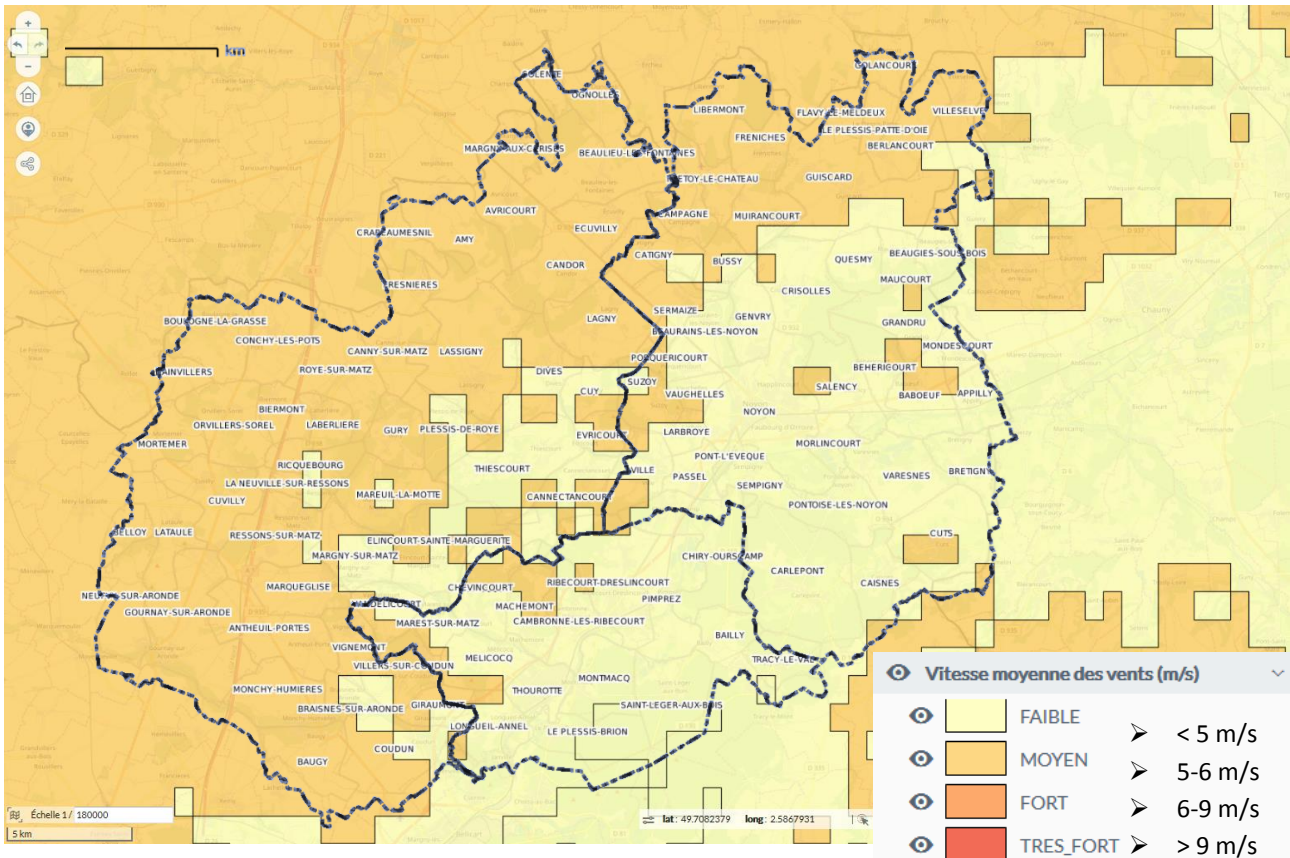 km
SOLENTE
GOLANCOURT
OGNOLLES
LIBERMONT
FLAVY-LE-MELDEUX
VILLESELVE
FRENICHES
LE PLESSIS-PATTE-D'OIE
MARGNY-AUX-CERISES
BEAULIEU-LES-FONTAINES
BERLANCOURT
FRETOY-LE-CHATEAU
GUISCARD
AVRICOURT
CAMPAGNE
MUIRANCOURT
CRAPEAUMESNIL
AMY
ECUVILLY
CATIGNY
BUSSY
QUESMY
BEAUGIES-SOUS-BOIS
CANDOR
MAUCOURT
FRESNIERES
CRISOLLES
LAGNY
SERMAIZE
GENVRY
GRANDRU
BOULOGNE-LA-GRASSE
BEAURAINS-LES-NOYON
CONCHY-LES-POTS
MONDESCOURT
CANNY-SUR-MATZ
LASSIGNY
PORQUERICOURT
HAINVILLERS
ROYE-SUR-MATZ
DIVES
BEHERICOURT
SUZOY
SALENCY
CUY
VAUGHELLES
BABOEUF
APPILLY
BIERMONT
NOYON
ORVILLERS-SOREL
LABERLIERE
GURY
PLESSIS-DE-ROYE
EVRICOURT
LARBROYE
MORTEMER
MORLINCOURT
PONT-L'EVEQUE
RICQUEBOURG
THIESCOURT
VILLE
PASSEL
VARESNES
BRETIGNY
LA NEUVILLE-SUR-RESSONS
SEMPIGNY
CUVILLY
MAREUIL-LA-MOTTE
CANNECTANCOURT
PONTOISE-LES-NOYON
BELLOY
LATAULE
RESSONS-SUR-MATZ
ELINCOURT-SAINTE-MARGUERITE
CUTS
MARGNY-SUR-MATZ
CHIRY-OURSCAMP
CARLEPONT
MARQUEGLISE
CHEVINCOURT
RIBECOURT-DRESLINCOURT
CAISNES
NEUFVY-SUR-ARONDE
VANDELICOURT
MACHEMONT
PIMPREZ
GOURNAY-SUR-ARONDE
MAREST-SUR-MATZ
CAMBRONNE-LES-RIBECOURT
ANTHEUIL-PORTES
BAILLY
VIGNEMONT
MELICOCQ
TRACY-LE-VAL
VILLERS-SUR-COUDUN
MONTMACQ
MONCHY-HUMIERES
THOUROTTE
BRAISNES-SUR-ARONDE
GIRAUMONT
SAINT-LEGER-AUX-BOIS
LONGUEIL-ANNEL
LE PLESSIS-BRION
COUDUN
BAUGY
Échelle 1 / 180000
5 km
lat : 49.7082379 long : 2.5867931
Vitesse moyenne des vents (m/s)
FAIBLE ➢ < 5 m/s
MOYEN ➢ 5-6 m/s
FORT ➢ 6-9 m/s
TRES_FORT ➢ > 9 m/s